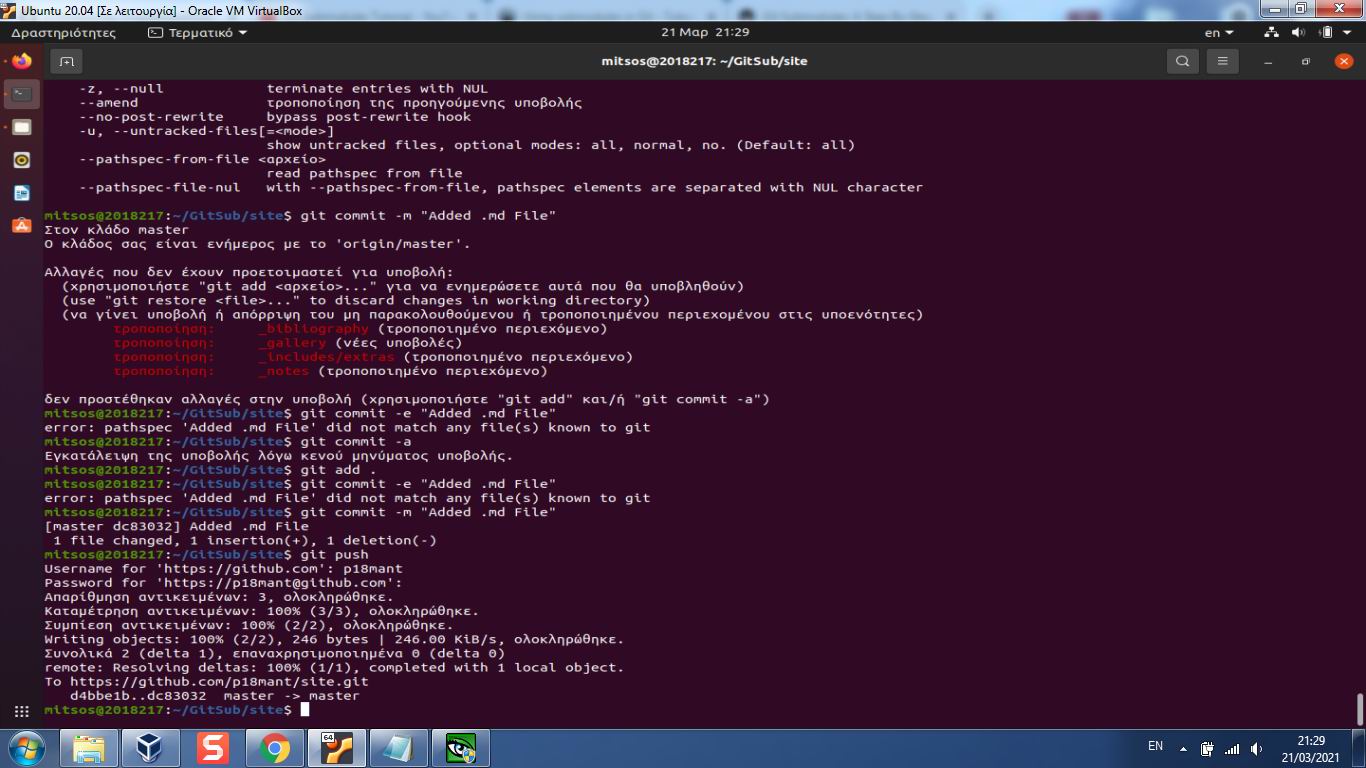 Ubuntu 20.04 [Σε λειτουργία] - Oracle VM VirtualBox
Δραστηριότητες Τερματικό 21 Μαρ 21:29 en
mitsos@2018217: ~/GitSub/site
-z, --null terminate entries with NUL
--amend τροποποίηση της προηγούμενης υποβολής
--no-post-rewrite bypass post-rewrite hook
-u, --untracked-files[=<mode>]
show untracked files, optional modes: all, normal, no. (Default: all)
--pathspec-from-file <αρχείο>
read pathspec from file
--pathspec-file-nul with --pathspec-from-file, pathspec elements are separated with NUL character
mitsos@2018217:~/GitSub/site$ git commit -m "Added .md File"
Στον κλάδο master
Ο κλάδος σας είναι ενήμερος με το 'origin/master'.
Αλλαγές που δεν έχουν προετοιμαστεί για υποβολή:
(χρησιμοποιήστε "git add <αρχείο>..." για να ενημερώσετε αυτά που θα υποβληθούν)
(use "git restore <file>..." to discard changes in working directory)
(να γίνει υποβολή ή απόρριψη του μη παρακολουθούμενου ή τροποποιημένου περιεχομένου στις υποενότητες)
τροποποίηση: _bibliography (τροποποιημένο περιεχόμενο)
τροποποίηση: _gallery (νέες υποβολές)
τροποποίηση: _includes/extras (τροποποιημένο περιεχόμενο)
τροποποίηση: _notes (τροποποιημένο περιεχόμενο)
δεν προστέθηκαν αλλαγές στην υποβολή (χρησιμοποιήστε "git add" και/ή "git commit -a")
mitsos@2018217:~/GitSub/site$ git commit -e "Added .md File"
error: pathspec 'Added .md File' did not match any file(s) known to git
mitsos@2018217:~/GitSub/site$ git commit -a
Εγκατάλειψη της υποβολής λόγω κενού μηνύματος υποβολής.
mitsos@2018217:~/GitSub/site$ git add .
mitsos@2018217:~/GitSub/site$ git commit -e "Added .md File"
error: pathspec 'Added .md File' did not match any file(s) known to git
mitsos@2018217:~/GitSub/site$ git commit -m "Added .md File"
[master dc83032] Added .md File
1 file changed, 1 insertion(+), 1 deletion(-)
mitsos@2018217:~/GitSub/site$ git push
Username for 'https://github.com': p18mant
Password for 'https://p18mant@github.com':
Απαρίθμηση αντικειμένων: 3, ολοκληρώθηκε.
Καταμέτρηση αντικειμένων: 100% (3/3), ολοκληρώθηκε.
Συμπίεση αντικειμένων: 100% (2/2), ολοκληρώθηκε.
Writing objects: 100% (2/2), 246 bytes | 246.00 KiB/s, ολοκληρώθηκε.
Συνολικά 2 (delta 1), επαναχρησιμοποιημένα 0 (delta 0)
remote: Resolving deltas: 100% (1/1), completed with 1 local object.
To https://github.com/p18mant/site.git
d4bbe1b..dc83032 master -> master
mitsos@2018217:~/GitSub/site$
64
EN
21:29
21/03/2021